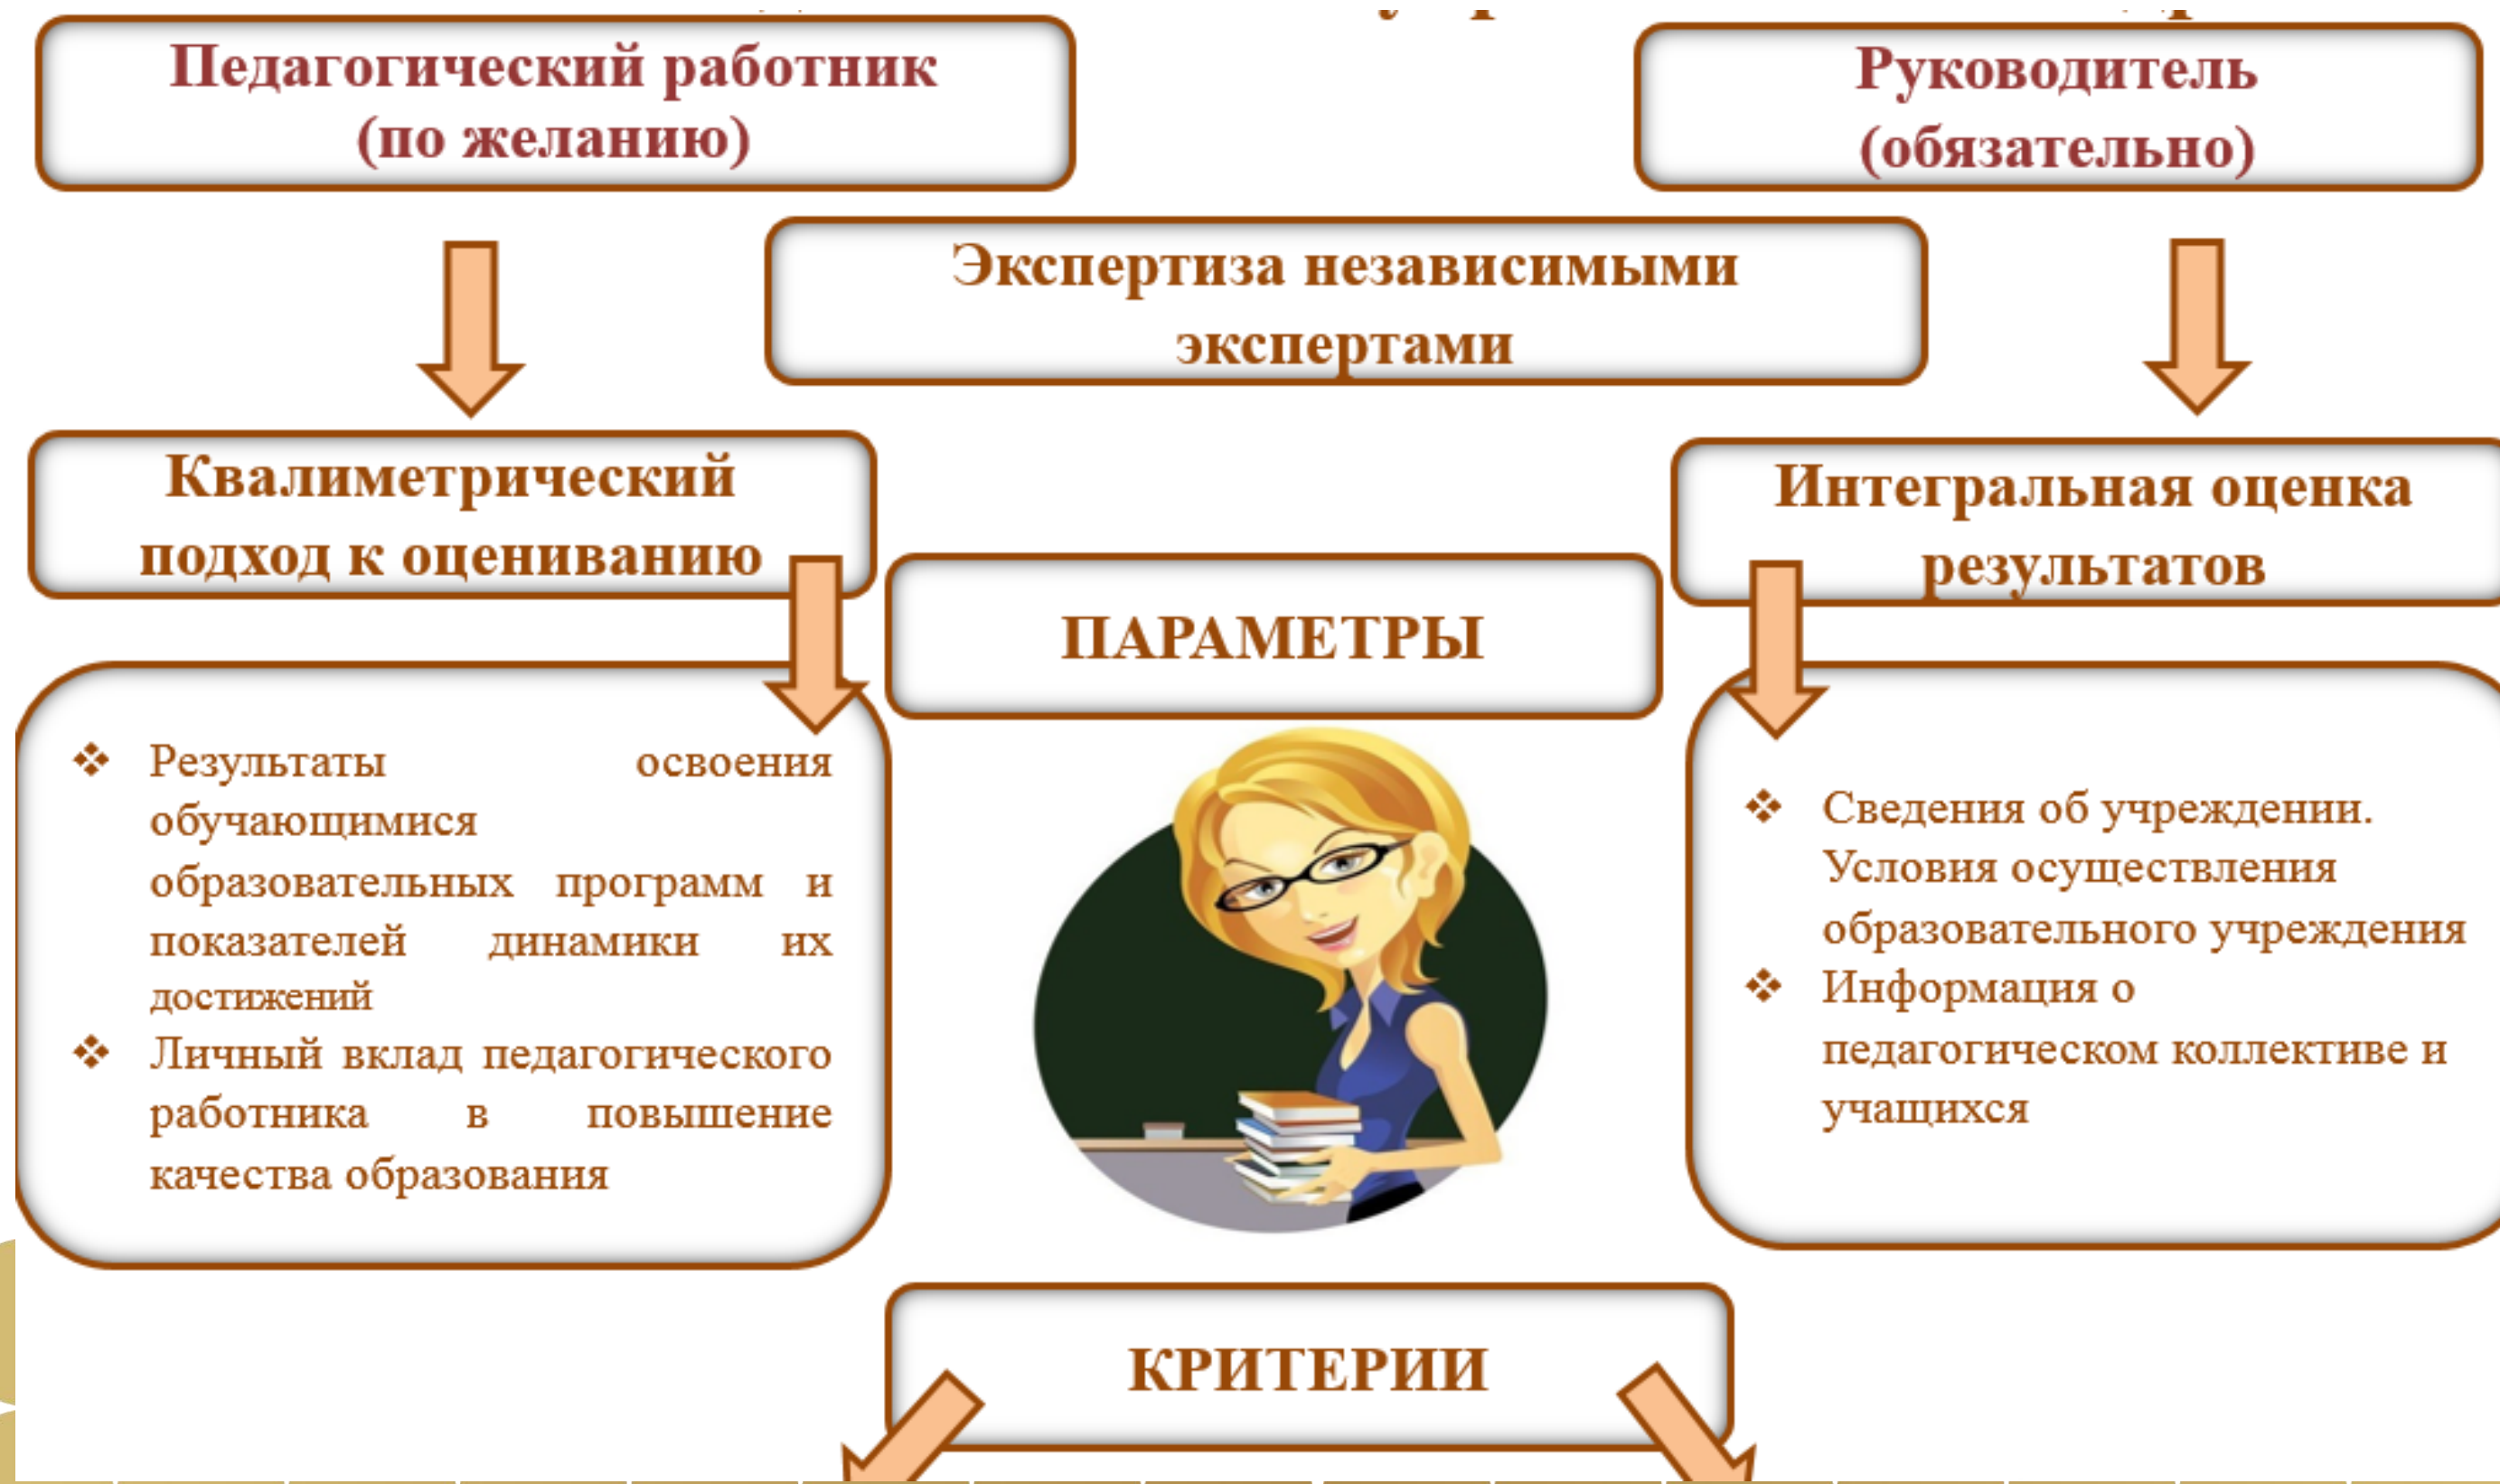 Педагогический работник
(по желанию)
Руководитель
(обязательно)
Экспертиза независимыми
экспертами
Квалиметрический
подход к оцениванию
Интегральная оценка
результатов
ПАРАМЕТРЫ
Результаты освоения
обучающимися
образовательных программ и
показателей динамики их
достижений
Личный вклад педагогического
работника в повышение
качества образования
Сведения об учреждении.
Условия осуществления
образовательного учреждения
Информация о
педагогическом коллективе и
учащихся
КРИТЕРИИ